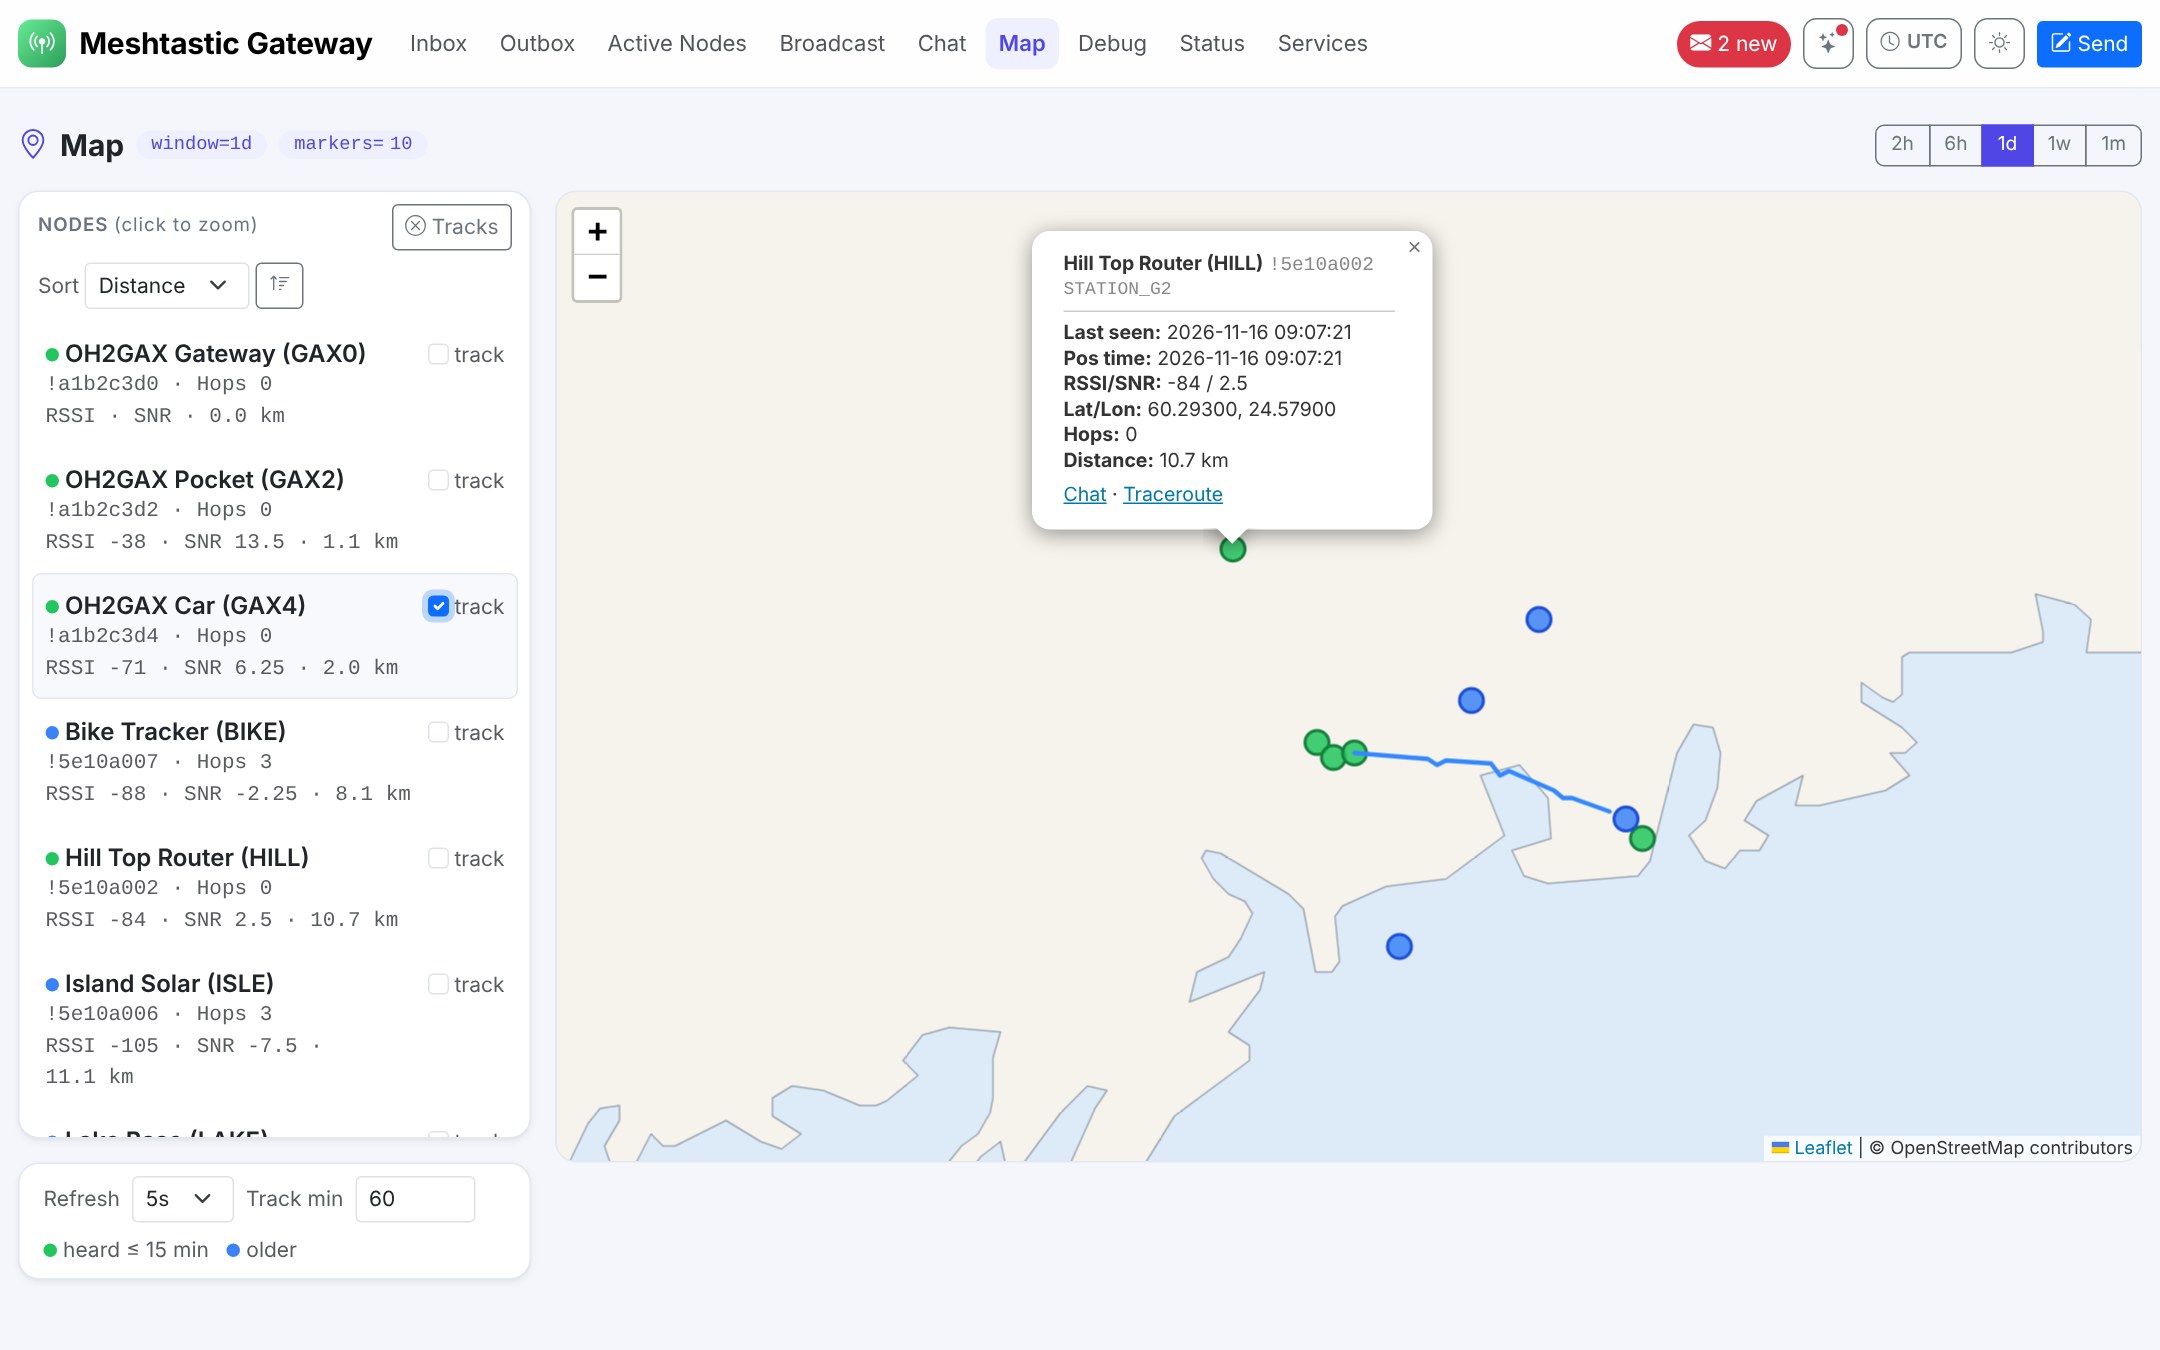 Meshtastic Gateway Inbox Outbox Active Nodes Broadcast Chat Map Debug Status Services 2 new UTC Send
Map window=1d markers= 10 2h 6h 1d 1w 1m
NODES (click to zoom) Tracks
Sort Distance
OH2GAX Gateway (GAX0) track
!a1b2c3d0 · Hops 0
RSSI · SNR · 0.0 km
OH2GAX Pocket (GAX2) track
!a1b2c3d2 · Hops 0
RSSI -38 · SNR 13.5 · 1.1 km
OH2GAX Car (GAX4) track
!a1b2c3d4 · Hops 0
RSSI -71 · SNR 6.25 · 2.0 km
Bike Tracker (BIKE) track
!5e10a007 · Hops 3
RSSI -88 · SNR -2.25 · 8.1 km
Hill Top Router (HILL) track
!5e10a002 · Hops 0
RSSI -84 · SNR 2.5 · 10.7 km
Island Solar (ISLE) track
!5e10a006 · Hops 3
RSSI -105 · SNR -7.5 ·
11.1 km
Refresh 5s Track min 60
heard ≤ 15 min older
+
−
×
Hill Top Router (HILL) !5e10a002
STATION_G2
Last seen: 2026-11-16 09:07:21
Pos time: 2026-11-16 09:07:21
RSSI/SNR: -84 / 2.5
Lat/Lon: 60.29300, 24.57900
Hops: 0
Distance: 10.7 km
Chat · Traceroute
Leaflet | © OpenStreetMap contributors